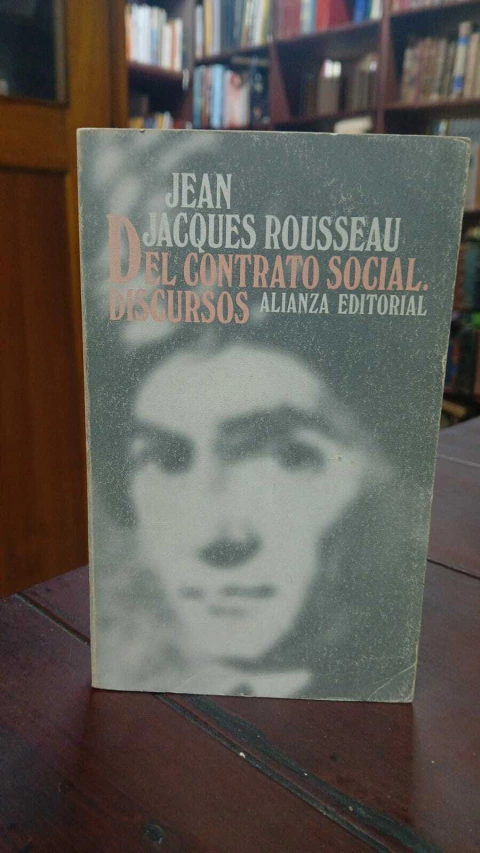 JEAN
JACQUES ROUSSEAU
DEL CONTRATO SOCIAL.
DISCURSOS ALIANZA EDITORIAL